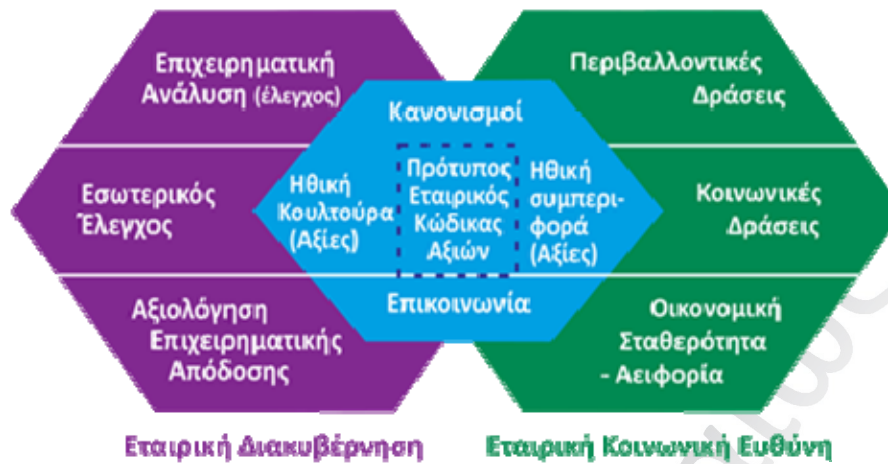 Επιχειρηματική
Ανάλυση (έλεγχος)
Εσωτερικός
Έλεγχος
Αξιολόγηση
Επιχειρηματικής
Απόδοσης
Κανονισμοί
Ηθική
Κουλτούρα
(Αξίες)
Πρότυπος
Εταιρικός
Κώδικας
Αξιών
Ηθική
συμπερι-
φορά
(Αξίες)
Επικοινωνία
Περιβαλλοντικές
Δράσεις
Κοινωνικές
Δράσεις
Οικονομική
Σταθερότητα
- Αειφορία
Εταιρική Διακυβέρνηση
Εταιρική Κοινωνική Ευθύνη